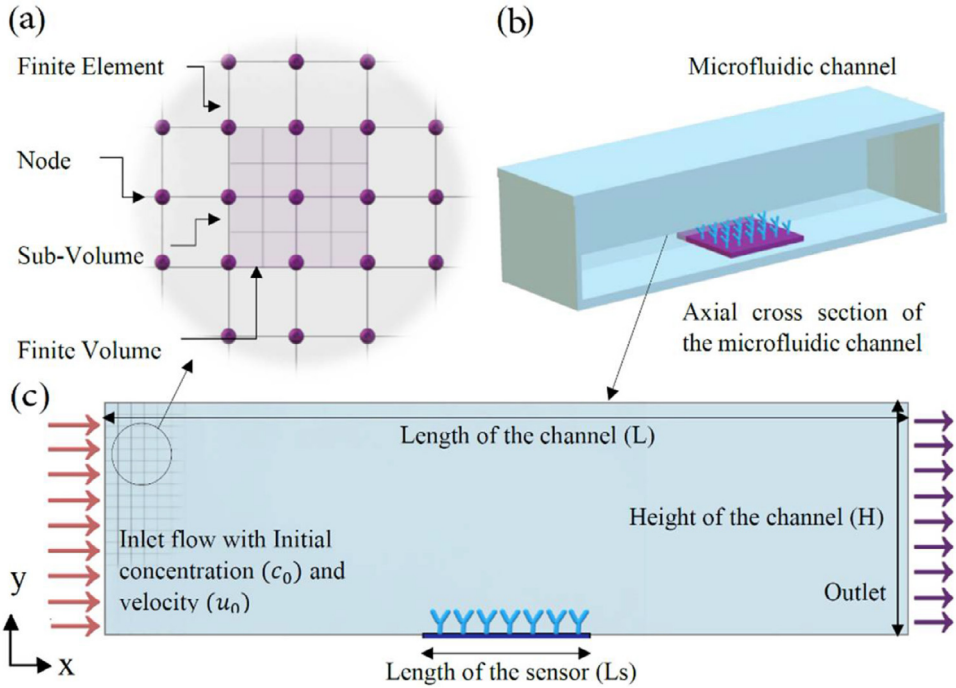 (a)
Finite Element
Node
Sub-Volume
Finite Volume
(b)
Microfluidic channel
Axial cross section of
the microfluidic channel
(c)
Length of the channel (L)
Height of the channel (H)
Inlet flow with Initial
concentration (c₀) and
velocity (u₀)
Outlet
y
x
Length of the sensor (Ls)